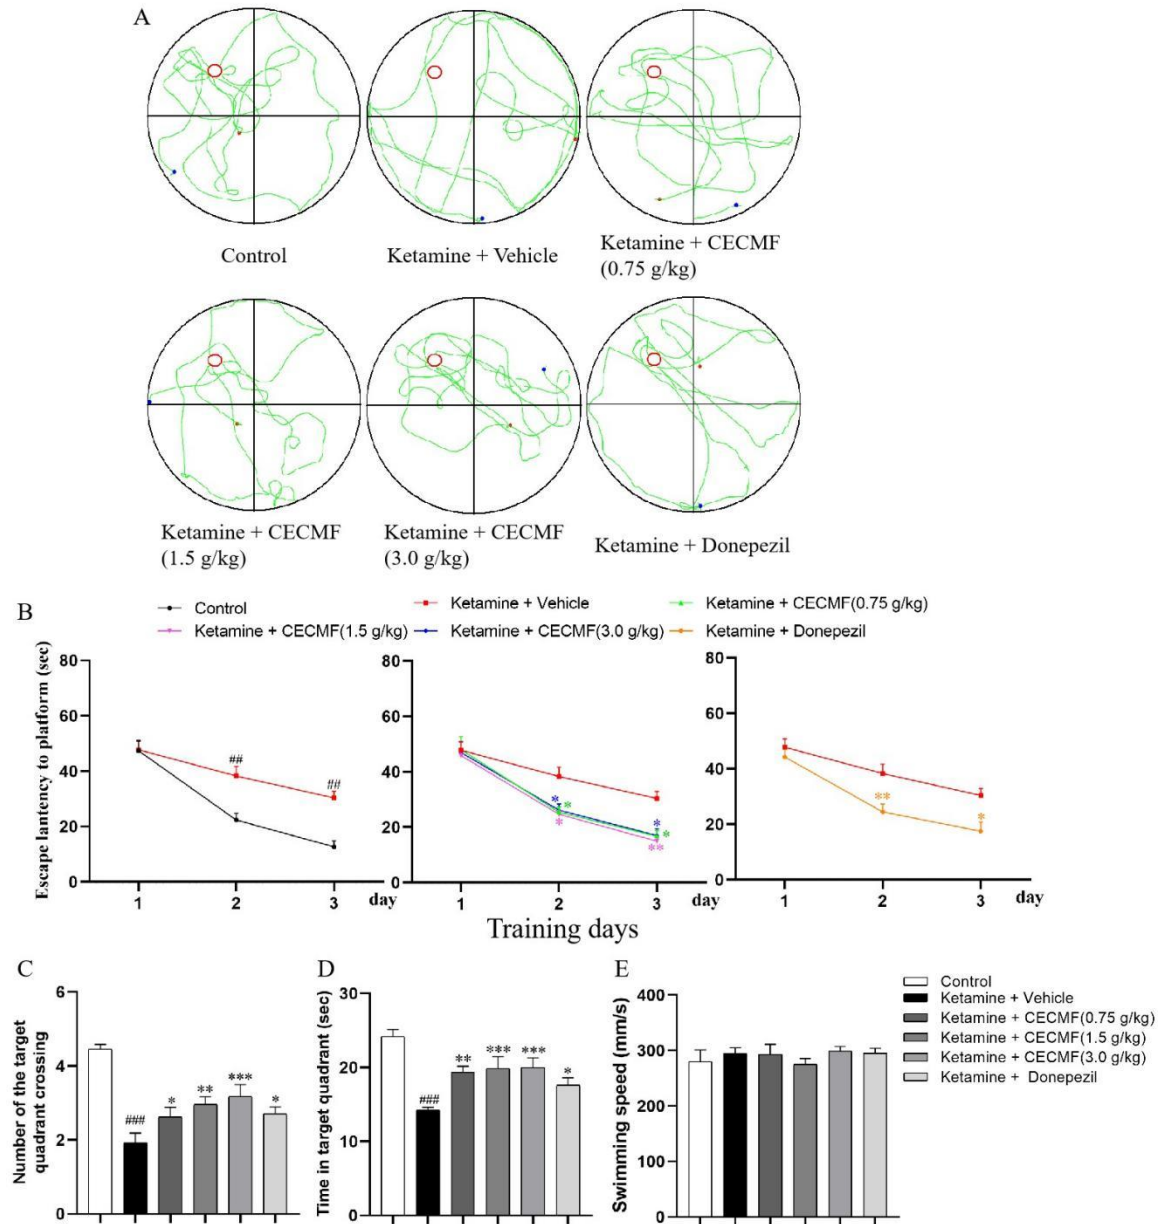 A
Control
Ketamine + Vehicle
Ketamine + CECMF
(0.75 g/kg)
Ketamine + CECMF
(1.5 g/kg)
Ketamine + CECMF
(3.0 g/kg)
Ketamine + Donepezil
B
Control
Ketamine + Vehicle
Ketamine + CECMF(0.75 g/kg)
Ketamine + CECMF(1.5 g/kg)
Ketamine + CECMF(3.0 g/kg)
Ketamine + Donepezil
Escape lantency to platform (sec)
80
60
40
20
0
##
##
1 2 3 day
80
60
40
20
0
* *
*
*
*
**
1 2 3 day
80
60
40
20
0
**
*
1 2 3 day
Training days
C
Number of the target
quadrant crossing
6
4
2
0
###
*
**
***
*
D
Time in target quadrant (sec)
30
20
10
0
###
**
***
***
*
E
Swimming speed (mm/s)
400
300
200
100
0
Control
Ketamine + Vehicle
Ketamine + CECMF(0.75 g/kg)
Ketamine + CECMF(1.5 g/kg)
Ketamine + CECMF(3.0 g/kg)
Ketamine + Donepezil